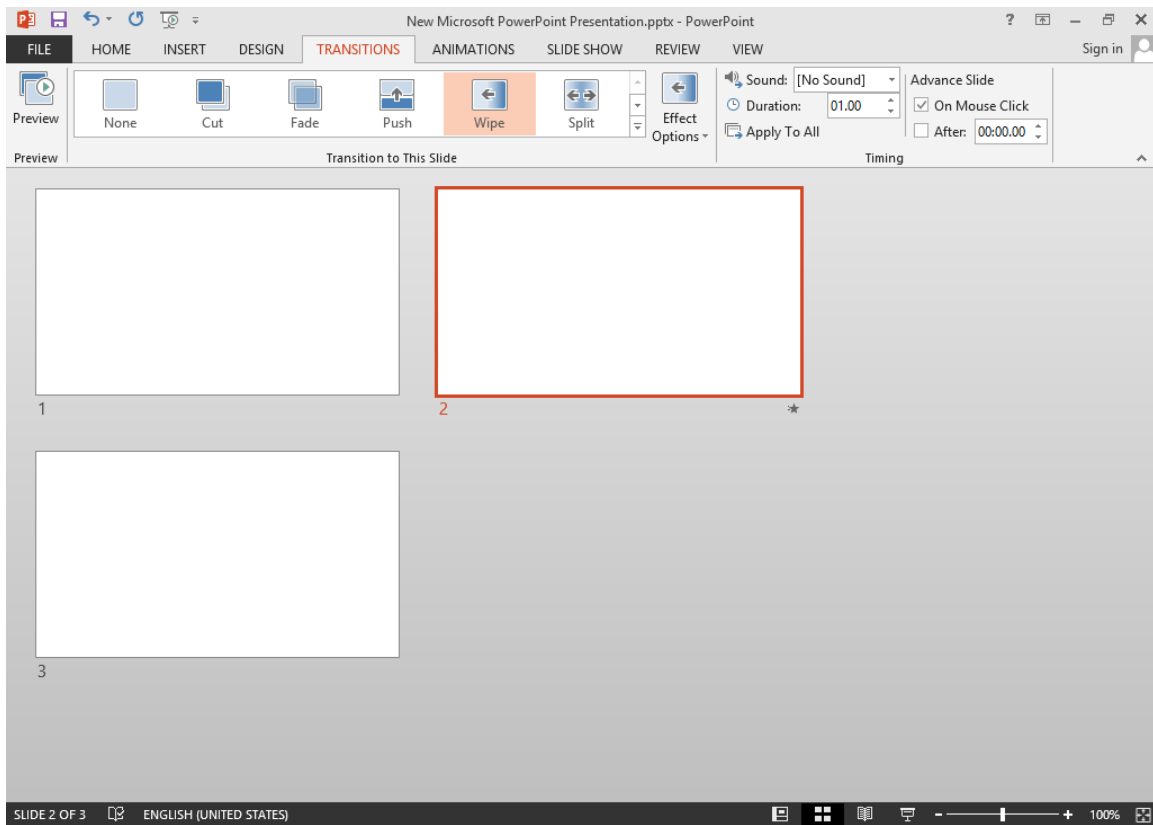 New Microsoft PowerPoint Presentation.pptx - PowerPoint ?
FILE HOME INSERT DESIGN TRANSITIONS ANIMATIONS SLIDE SHOW REVIEW VIEW Sign in
Preview
None Cut Fade Push Wipe Split
Effect Options
Sound: [No Sound]
Duration: 01.00
Apply To All
Advance Slide
On Mouse Click
After: 00:00.00
Preview Transition to This Slide Timing
1
2
3
SLIDE 2 OF 3 ENGLISH (UNITED STATES) - + 100%